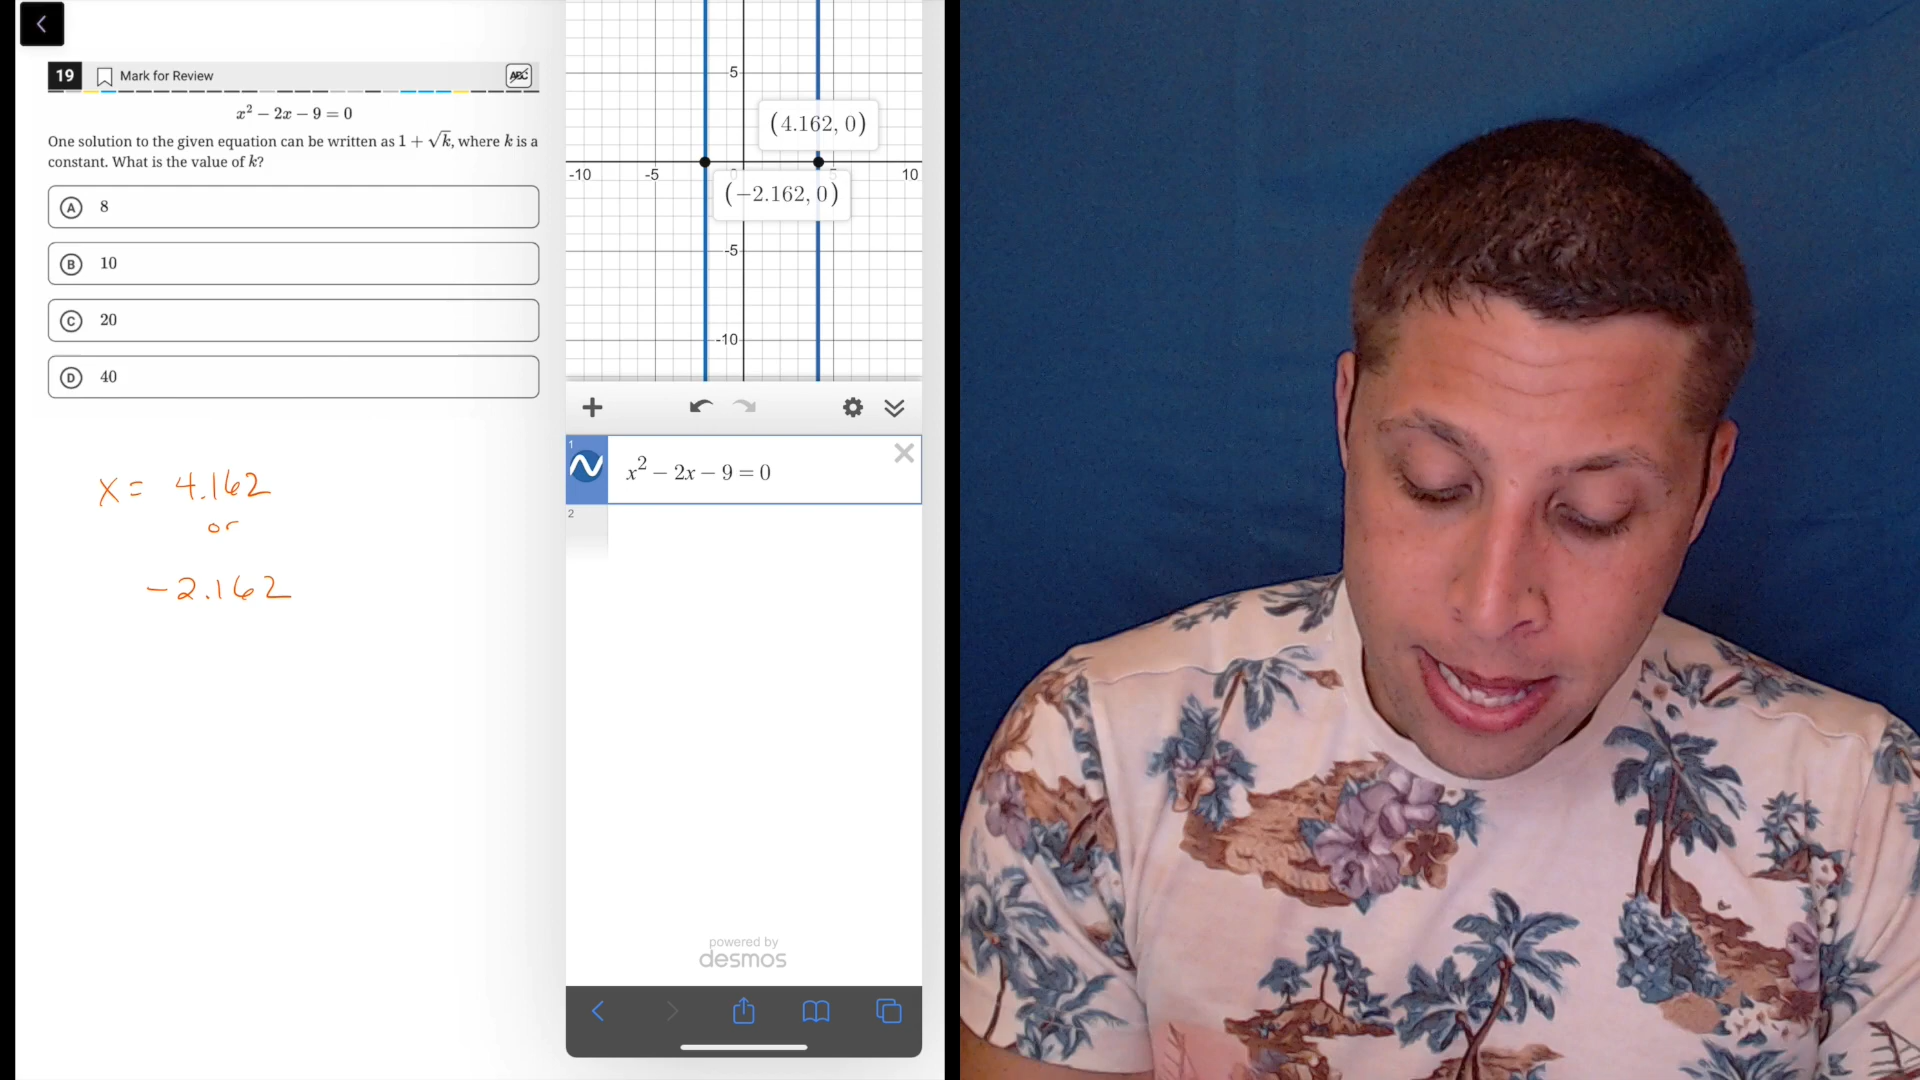 19 Mark for Review ABC
x² − 2x − 9 = 0
One solution to the given equation can be written as 1 + √k, where k is a
constant. What is the value of k?
A 8
B 10
C 20
D 40
x = 4.162
or
−2.162
5
(4.162, 0)
-10 -5 0 5 10
(−2.162, 0)
-5
-10
1
x² − 2x − 9 = 0
2
powered by
desmos